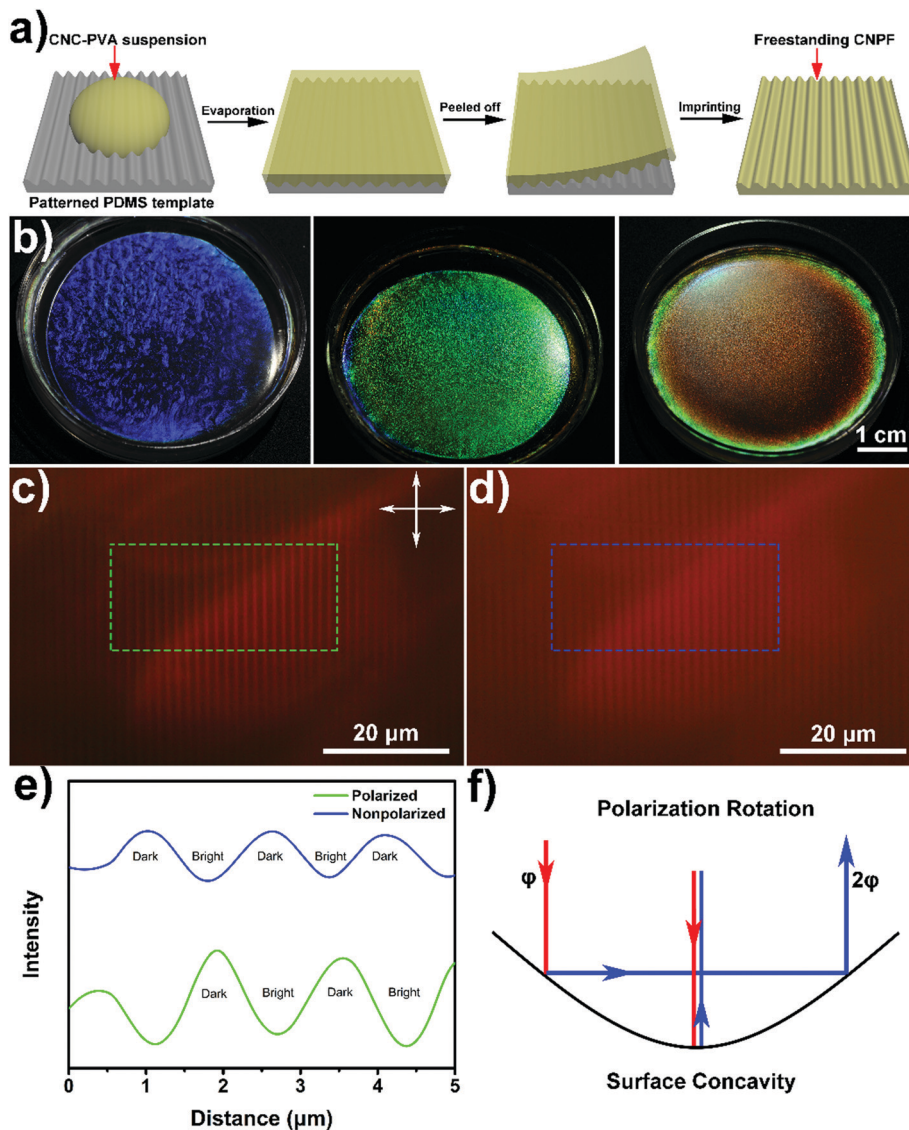 a)
CNC-PVA suspension
Freestanding CNPF
Evaporation
Peeled off
Imprinting
Patterned PDMS template
b)
1 cm
c)
d)
20 μm
20 μm
e)
f)
Polarized
Nonpolarized
Dark
Bright
Dark
Bright
Dark
Dark
Bright
Dark
Bright
Intensity
0
1
2
3
4
5
Distance (μm)
Polarization Rotation
φ
2φ
Surface Concavity